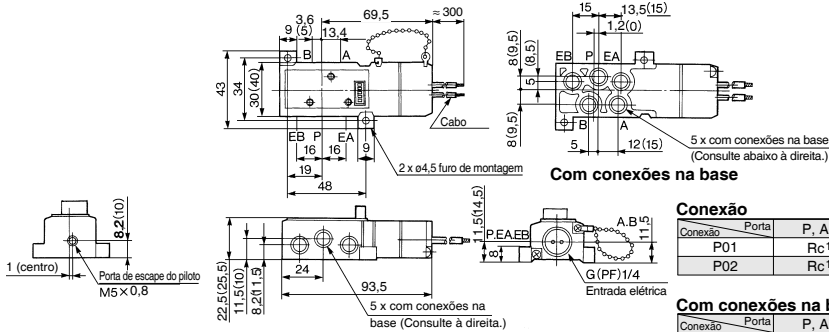 3,6
69,5
≈ 300
9 (5)
13,4
B
A
43
34
30(40)
Cabo
EB P EA
16
16
9
19
2 x ø4,5 furo de montagem
48
15
13,5(15)
1,2(0)
EB P EA
8(9,5)
(8,5)
5
8(9,5)
B
A
5
12(15)
5 x com conexões na base
(Consulte abaixo à direita.)
Com conexões na base
8,2(10)
1 (centro)
Porta de escape do piloto
M5×0,8
22,5(25,5)
11,5(10)
8,2(11,5)
24
93,5
5 x com conexões na
base (Consulte à direita.)
11,5(14,5)
P.EA.EB
8
A.B
11,5
G(PF)1/4
Entrada elétrica
Conexão
Conexão Porta P, A
P01 Rc
P02 Rc
Com conexões na b
Conexão Porta P, A